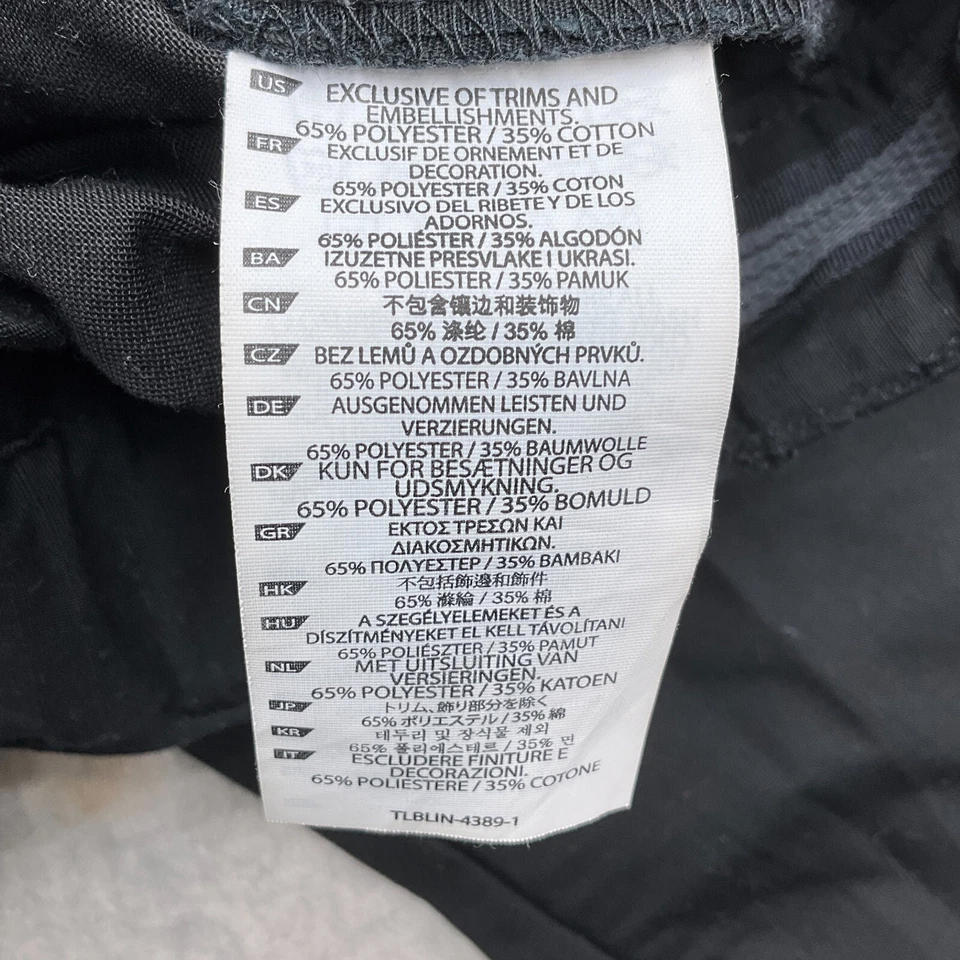 US EXCLUSIVE OF TRIMS AND
EMBELLISHMENTS.
65% POLYESTER / 35% COTTON
FR EXCLUSIF DE ORNEMENT ET DE
DECORATION.
65% POLYESTER / 35% COTON
ES EXCLUSIVO DEL RIBETE Y DE LOS
ADORNOS.
65% POLIÉSTER / 35% ALGODÓN
BA IZUZETNE PRESVLAKE I UKRASI.
65% POLYESTER / 35% PAMUK
CN 不包含镶边和装饰物
65% 涤纶 / 35% 棉
CZ BEZ LEMŮ A OZDOBNÝCH PRVKŮ.
65% POLYESTER / 35% BAVLNA
DE AUSGENOMMEN LEISTEN UND
VERZIERUNGEN.
65% POLYESTER / 35% BAUMWOLLE
DK KUN FOR BESÆTNINGER OG
UDSMYKNING.
65% POLYESTER / 35% BOMULD
GR ΕΚΤΟΣ ΤΡΕΣΩΝ ΚΑΙ
ΔΙΑΚΟΣΜΗΤΙΚΩΝ.
65% ΠΟΛΥΕΣΤΕΡ / 35% ΒΑΜΒΑΚΙ
HK 不包括飾邊和飾件
65% 滌綸 / 35% 棉
HU A SZEGÉLYELEMEKET ÉS A
DÍSZÍTMÉNYEKET EL KELL TÁVOLÍTANI
65% POLIÉSZTER / 35% PAMUT
NL MET UITSLUITING VAN
VERSIERINGEN.
65% POLYESTER / 35% KATOEN
JP トリム、飾り部分を除く
65% ポリエステル / 35% 綿
KR 테두리 및 장식물 제외
65% 폴리에스테르 / 35% 면
IT ESCLUDERE FINITURE E
DECORAZIONI.
65% POLIESTERE / 35% COTONE
TLBLIN-4389-1